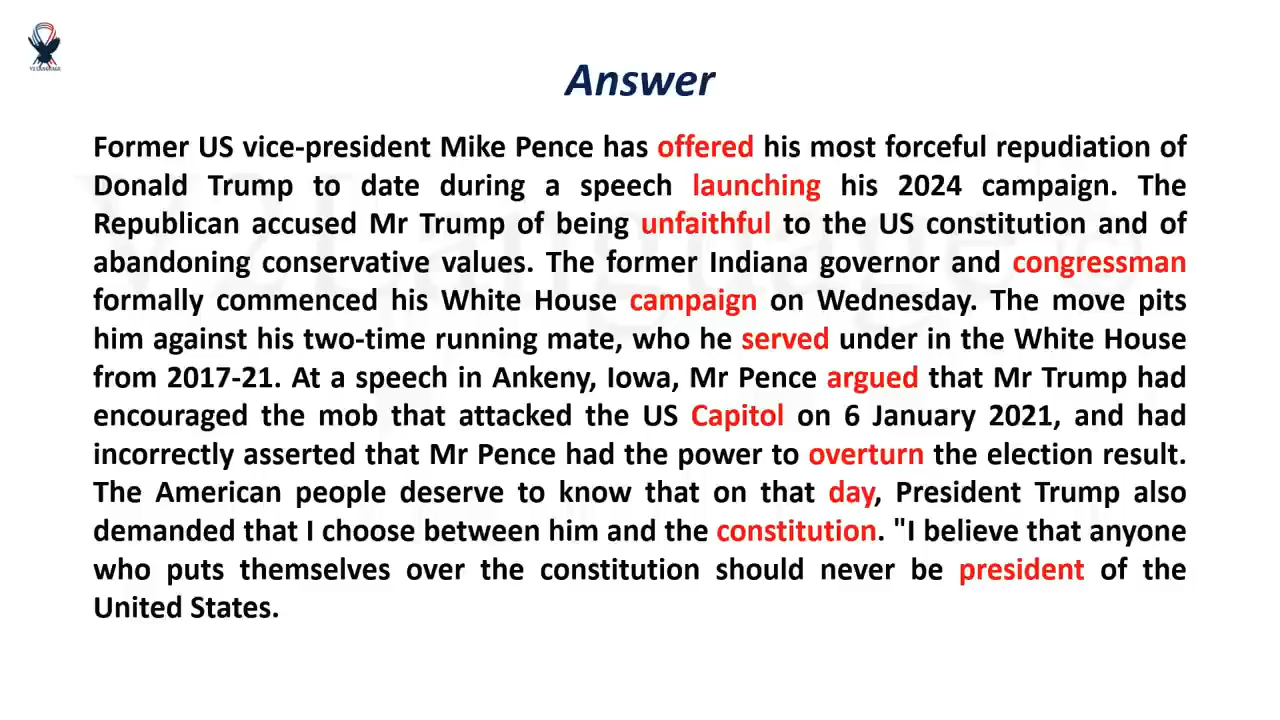 V2 LANGUAGE
Answer
Former US vice-president Mike Pence has offered his most forceful repudiation of
Donald Trump to date during a speech launching his 2024 campaign. The
Republican accused Mr Trump of being unfaithful to the US constitution and of
abandoning conservative values. The former Indiana governor and congressman
formally commenced his White House campaign on Wednesday. The move pits
him against his two-time running mate, who he served under in the White House
from 2017-21. At a speech in Ankeny, Iowa, Mr Pence argued that Mr Trump had
encouraged the mob that attacked the US Capitol on 6 January 2021, and had
incorrectly asserted that Mr Pence had the power to overturn the election result.
The American people deserve to know that on that day, President Trump also
demanded that I choose between him and the constitution. "I believe that anyone
who puts themselves over the constitution should never be president of the
United States.